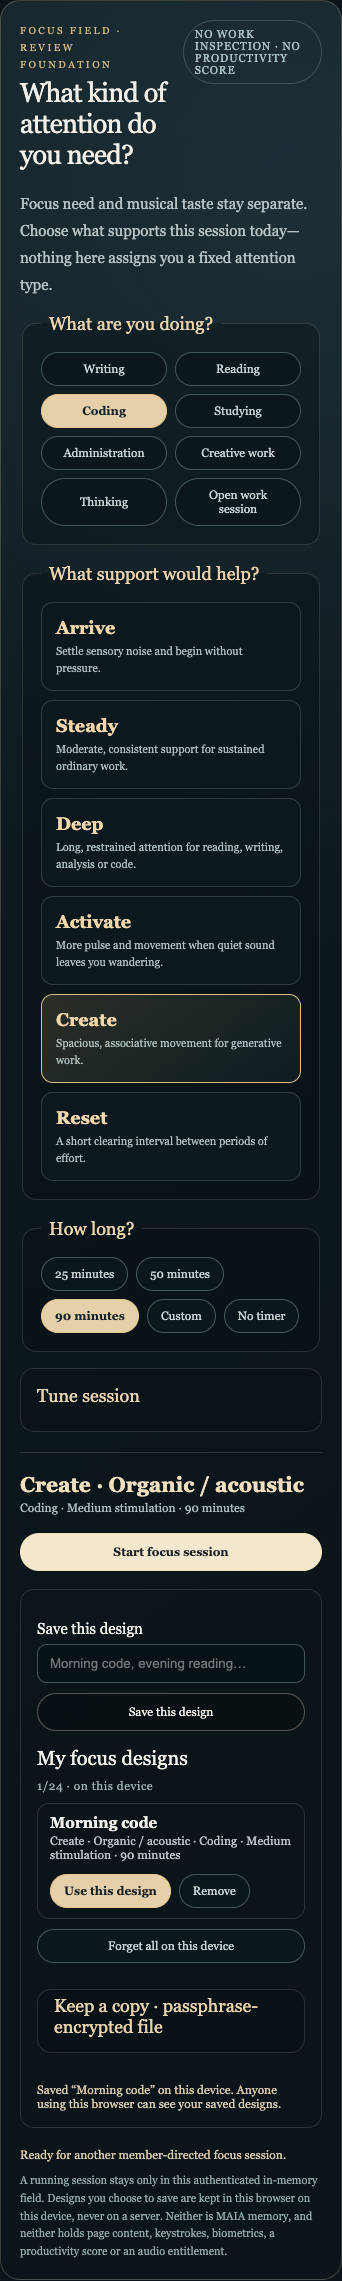 FOCUS FIELD ·
REVIEW
FOUNDATION
NO WORK
INSPECTION · NO
PRODUCTIVITY
SCORE
What kind of
attention do
you need?
Focus need and musical taste stay separate.
Choose what supports this session today—
nothing here assigns you a fixed attention
type.
What are you doing?
Writing
Reading
Coding
Studying
Administration
Creative work
Thinking
Open work
session
What support would help?
Arrive
Settle sensory noise and begin without
pressure.
Steady
Moderate, consistent support for sustained
ordinary work.
Deep
Long, restrained attention for reading, writing,
analysis or code.
Activate
More pulse and movement when quiet sound
leaves you wandering.
Create
Spacious, associative movement for generative
work.
Reset
A short clearing interval between periods of
effort.
How long?
25 minutes
50 minutes
90 minutes
Custom
No timer
Tune session
Create · Organic / acoustic
Coding · Medium stimulation · 90 minutes
Start focus session
Save this design
Morning code, evening reading…
Save this design
My focus designs
1/24 · on this device
Morning code
Create · Organic / acoustic · Coding · Medium
stimulation · 90 minutes
Use this design
Remove
Forget all on this device
Keep a copy · passphrase-
encrypted file
Saved “Morning code” on this device. Anyone
using this browser can see your saved designs.
Ready for another member-directed focus session.
A running session stays only in this authenticated in-memory
field. Designs you choose to save are kept in this browser on
this device, never on a server. Neither is MAIA memory, and
neither holds page content, keystrokes, biometrics, a
productivity score or an audio entitlement.